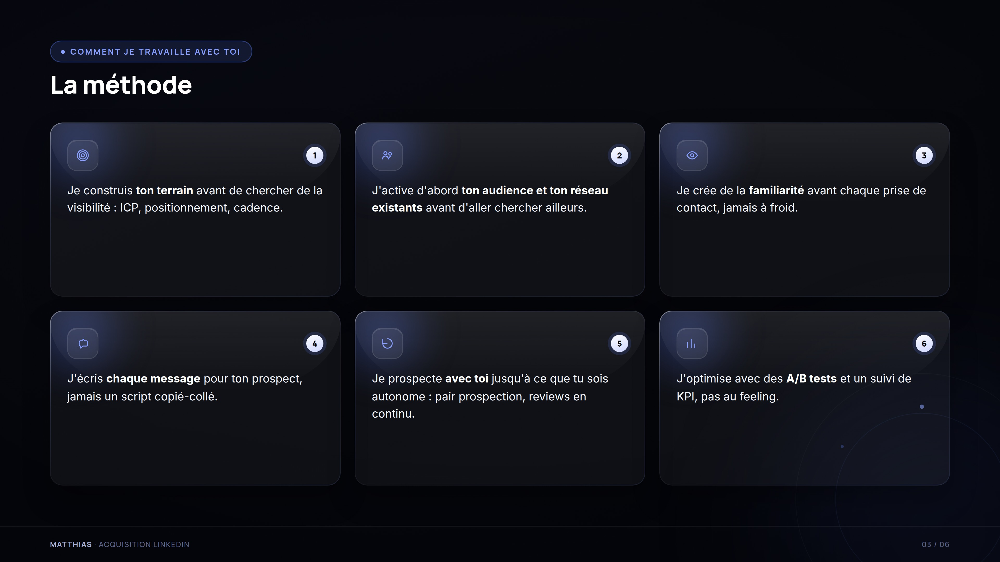 COMMENT JE TRAVAILLE AVEC TOI
La méthode
1
Je construis ton terrain avant de chercher de la
visibilité : ICP, positionnement, cadence.
2
J'active d'abord ton audience et ton réseau
existants avant d'aller chercher ailleurs.
3
Je crée de la familiarité avant chaque prise de
contact, jamais à froid.
4
J'écris chaque message pour ton prospect,
jamais un script copié-collé.
5
Je prospecte avec toi jusqu'à ce que tu sois
autonome : pair prospection, reviews en
continu.
6
J'optimise avec des A/B tests et un suivi de
KPI, pas au feeling.
MATTHIAS · ACQUISITION LINKEDIN
03 / 06